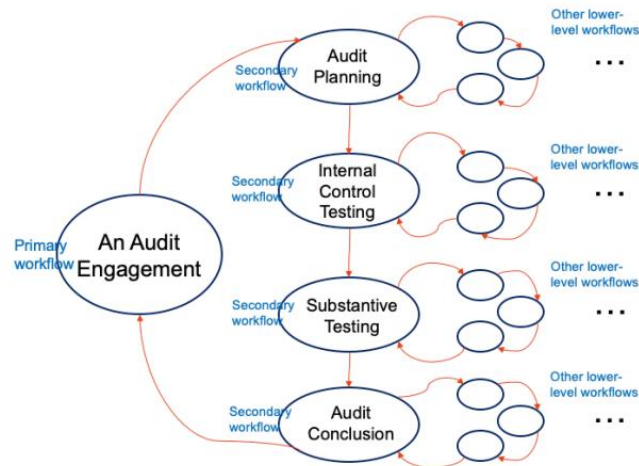 Other lower-
level workflows
Audit
Planning
Secondary
workflow
...
Other lower-
level workflows
Internal
Control
Testing
Secondary
workflow
...
Primary
workflow
An Audit
Engagement
Other lower-
level workflows
Substantive
Testing
Secondary
workflow
...
Other lower-
level workflows
Audit
Conclusion
Secondary
workflow
...